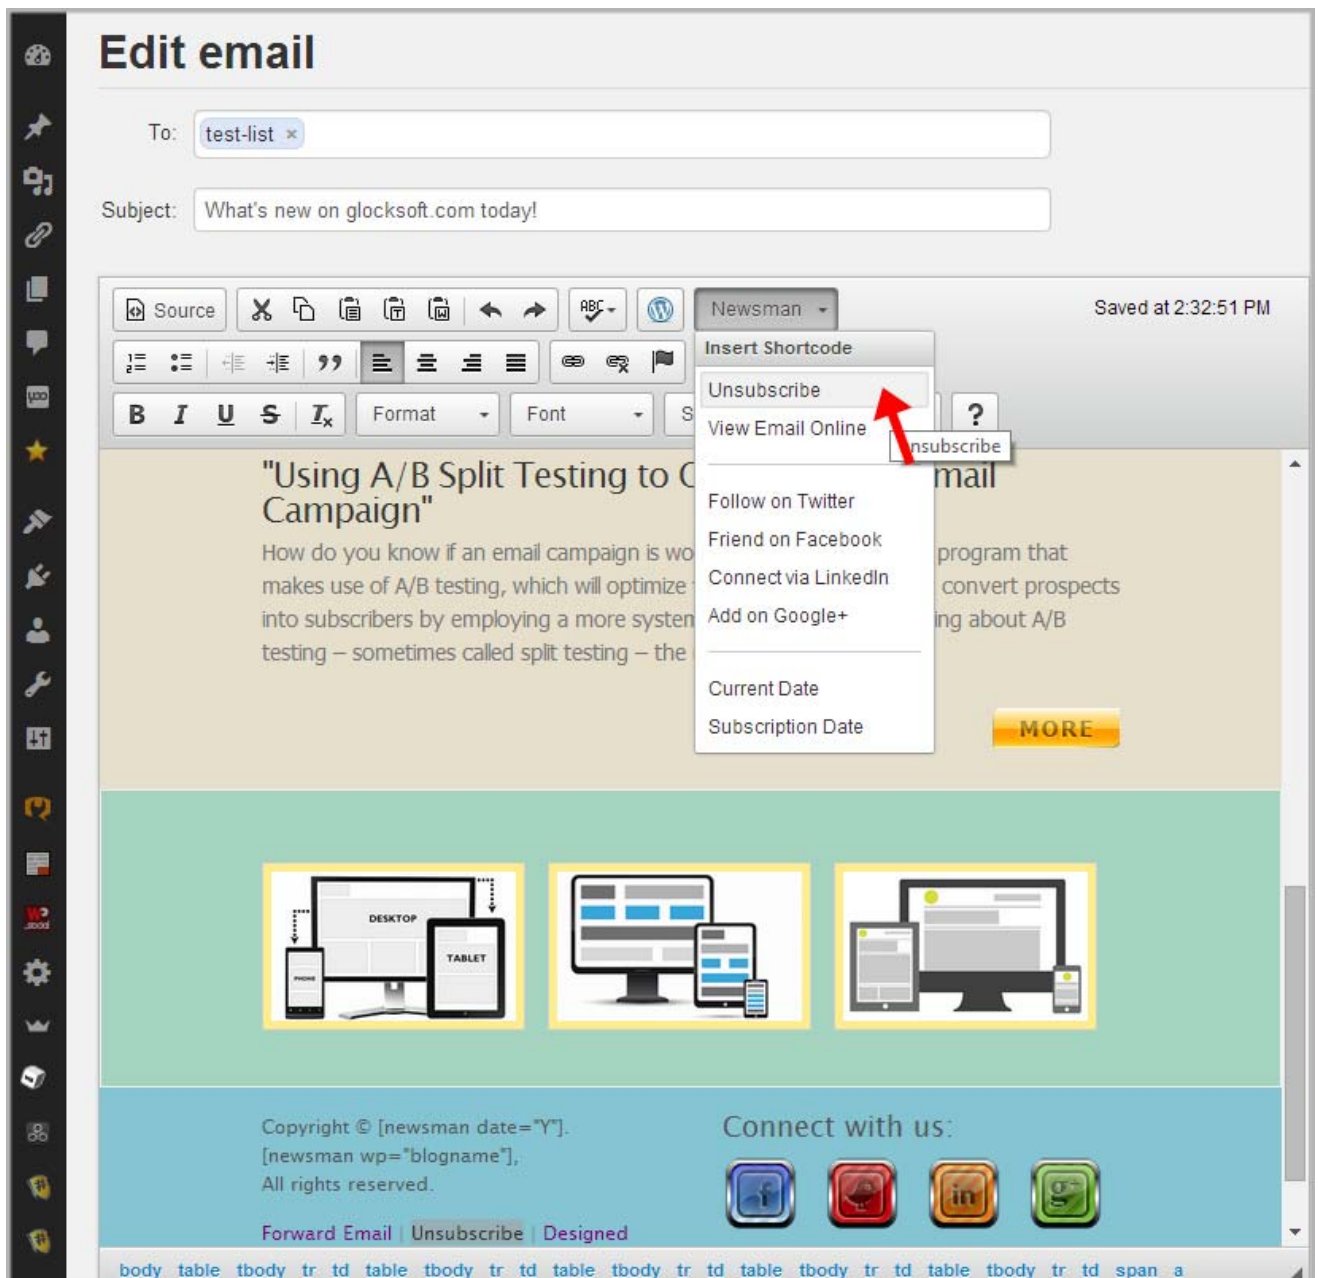 Edit email
To: test-list ×
Subject: What's new on glocksoft.com today!
Source ABC Newsman Saved at 2:32:51 PM
Insert Shortcode
Unsubscribe
View Email Online
nsubscribe
Follow on Twitter
Friend on Facebook
Connect via LinkedIn
Add on Google+
Current Date
Subscription Date
B I U S Tx Format Font S ?
"Using A/B Split Testing to C mail
Campaign"
How do you know if an email campaign is wo program that
makes use of A/B testing, which will optimize convert prospects
into subscribers by employing a more system ing about A/B
testing – sometimes called split testing – the
MORE
DESKTOP
TABLET
PHONE
Copyright © [newsman date="Y"].
[newsman wp="blogname"],
All rights reserved.
Forward Email | Unsubscribe | Designed
Connect with us:
f in g+
body table tbody tr td table tbody tr td table tbody tr td table tbody tr td table tbody tr td span a
yoo